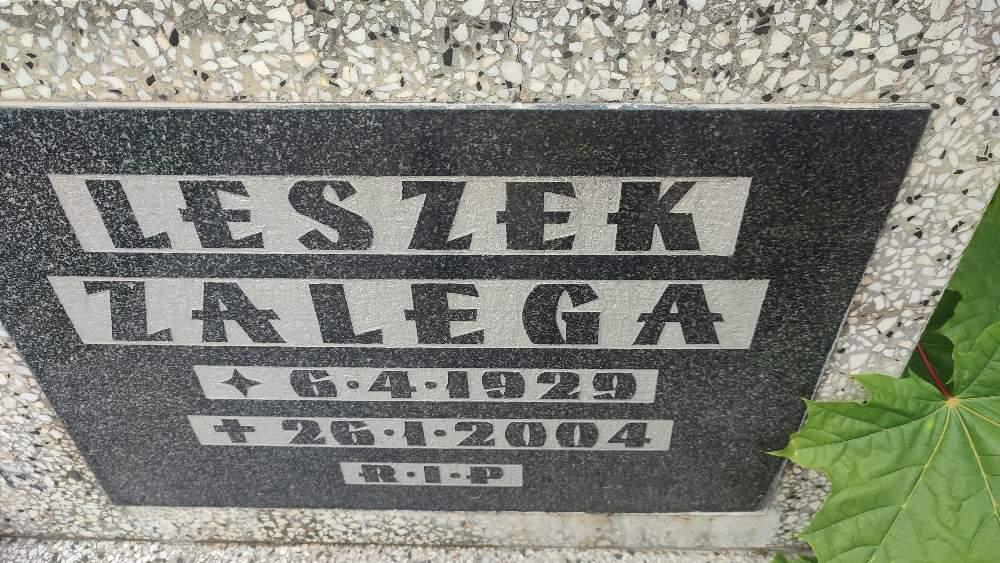 LESZEK
ZALEGA
✦ 6·4·1929
✝ 26·1·2004
R·I·P